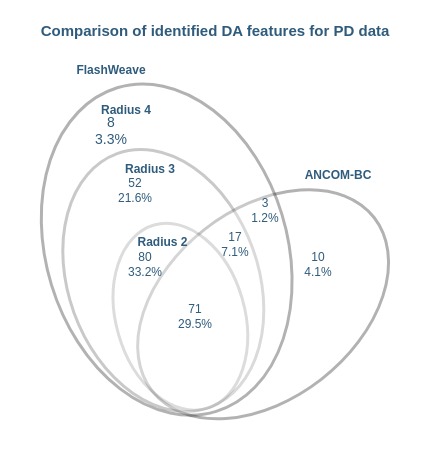 Comparison of identified DA features for PD data
FlashWeave
Radius 4
8
3.3%
Radius 3
52
21.6%
ANCOM-BC
3
1.2%
17
7.1%
Radius 2
80
33.2%
10
4.1%
71
29.5%